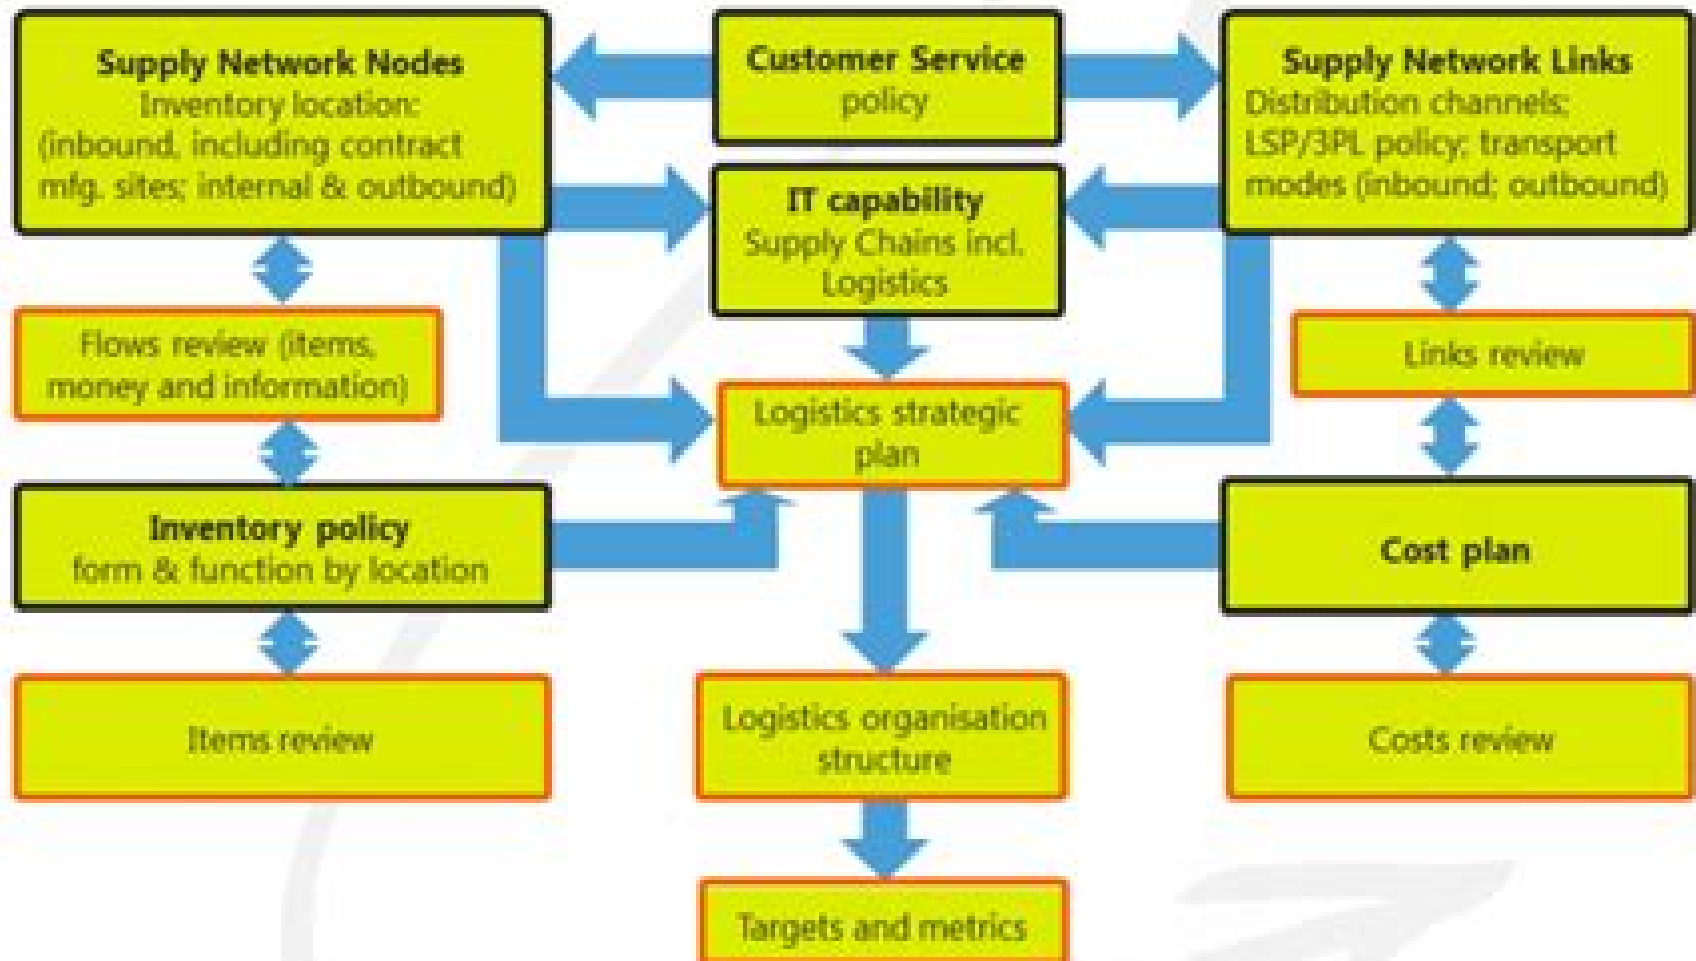 Supply Network Nodes
Inventory location:
(inbound, including contract
mfg. sites; internal & outbound)
Customer Service
policy
Supply Network Links
Distribution channels;
LSP/3PL policy; transport
modes (inbound; outbound)
IT capability
Supply Chains incl.
Logistics
Flows review (items,
money and information)
Links review
Logistics strategic
plan
Inventory policy
form & function by location
Cost plan
Items review
Logistics organisation
structure
Costs review
Targets and metrics